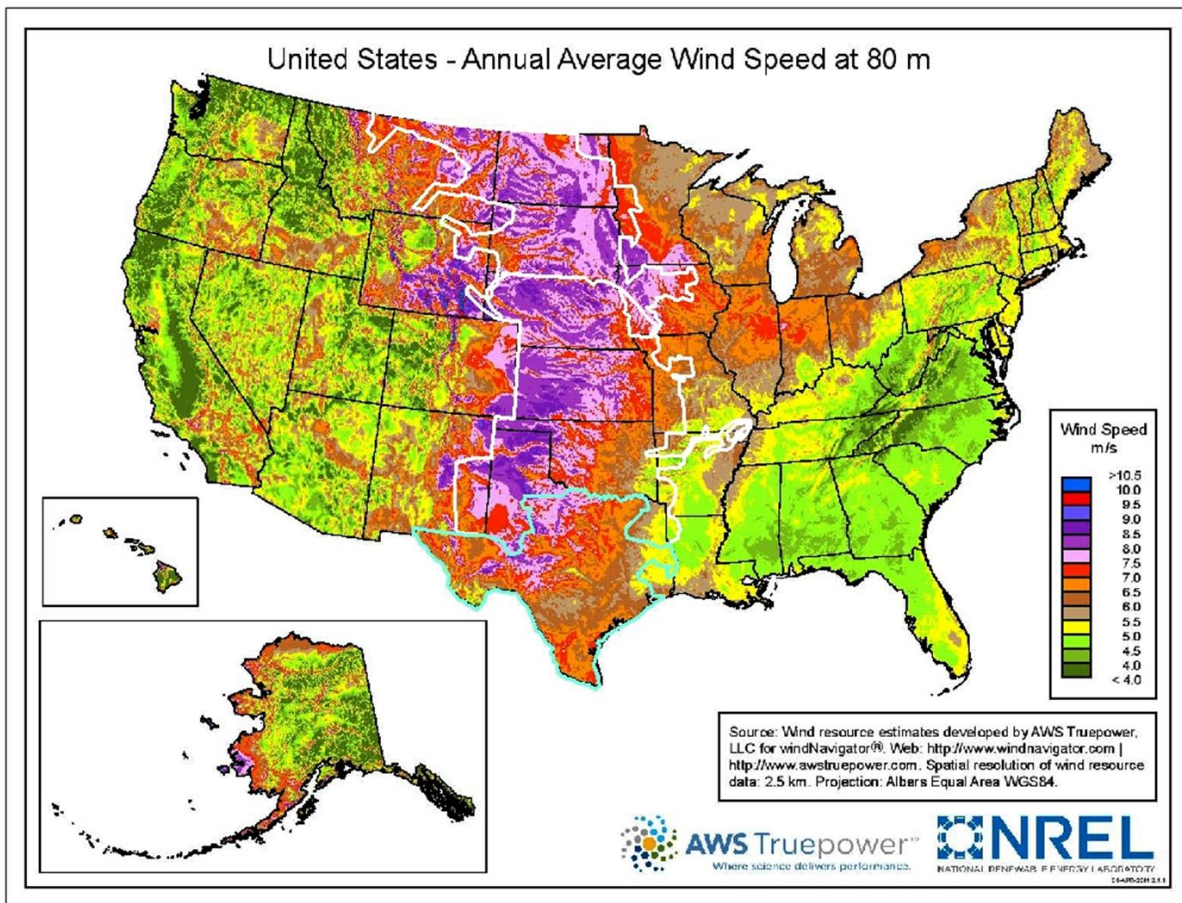 United States - Annual Average Wind Speed at 80 m
Wind Speed
m/s
>10.5
10.0
9.5
9.0
8.5
8.0
7.5
7.0
6.5
6.0
5.5
5.0
4.5
4.0
< 4.0
Source: Wind resource estimates developed by AWS Truepower,
LLC for windNavigator®. Web: http://www.windnavigator.com |
http://www.awstruepower.com. Spatial resolution of wind resource
data: 2.5 km. Projection: Albers Equal Area WGS84.
AWS Truepower™
Where science delivers performance.
NREL
NATIONAL RENEWABLE ENERGY LABORATORY